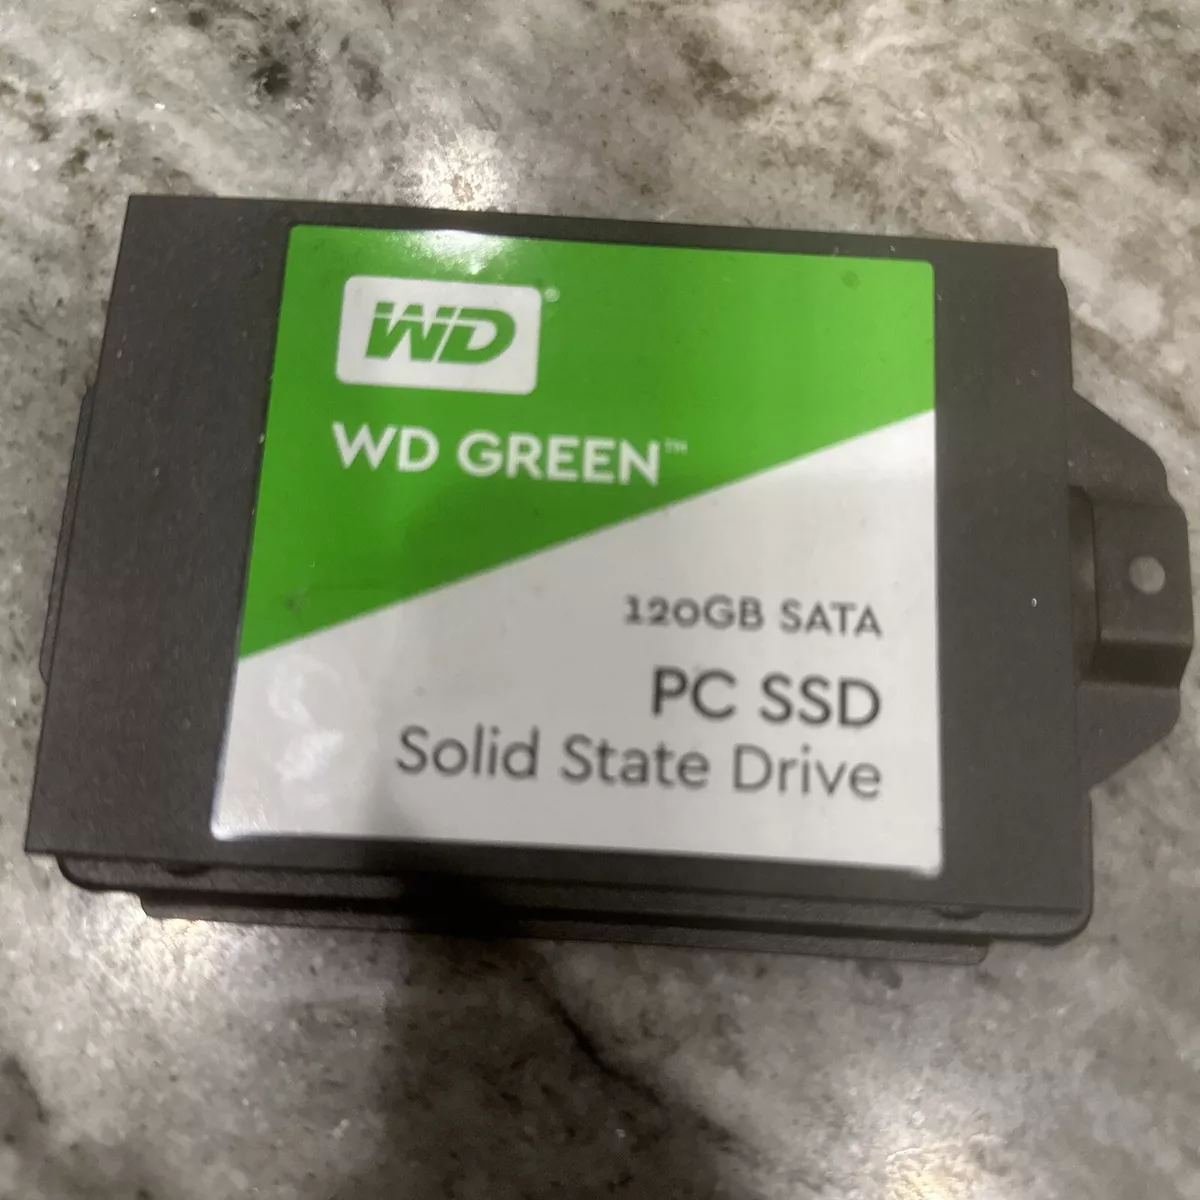 WD®
WD GREEN™
120GB SATA
PC SSD
Solid State Drive